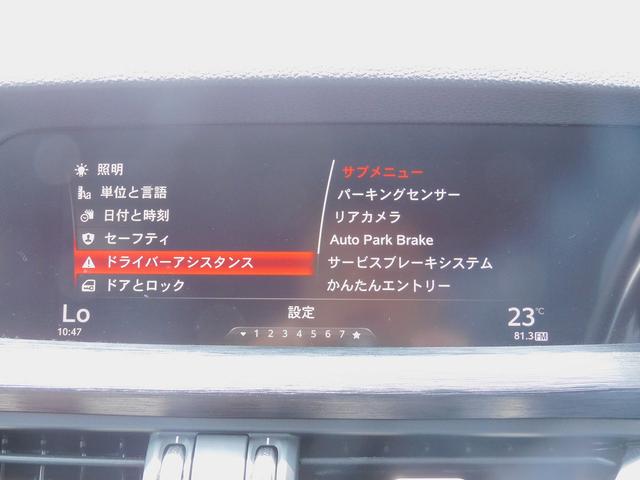 照明
単位と言語
日付と時刻
セーフティ
ドライバーアシスタンス
ドアとロック
サブメニュー
パーキングセンサー
リアカメラ
Auto Park Brake
サービスブレーキシステム
かんたんエントリー
Lo
10:47
設定
♥ 1 2 3 4 5 6 7 ★
23℃
81.3 FM